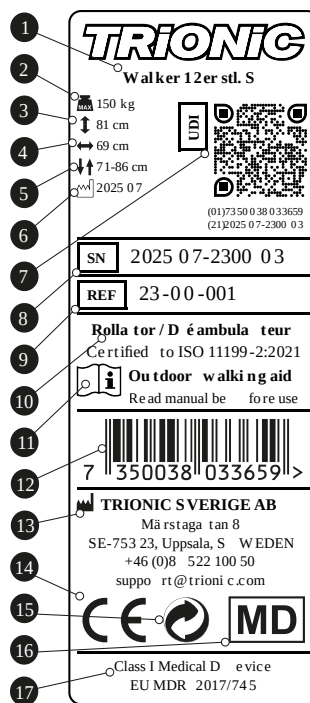 1
TRIONIC
Walker 12er stl. S
2
MAX 150 kg
3
81 cm
4
69 cm
5
71-86 cm
6
2025 07
UDI
(01)7350038033659
(21)202507-230003
7
8
SN 2025 07-2300 03
9
REF 23-00-001
10
Rollator/Déambulateur
Certified to ISO 11199-2:2021
11
i
Outdoor walking aid
Read manual before use
12
7 350038 033659 >
13
TRIONIC SVERIGE AB
Märstagatan 8
SE-753 23, Uppsala, SWEDEN
+46 (0)8 522 100 50
support@trionic.com
14
CE
15
MD
16
17
Class I Medical Device
EU MDR 2017/745